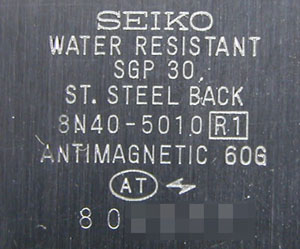 SEIKO
WATER RESISTANT
SGP 30
ST. STEEL BACK
8N40-5010 R1
ANTIMAGNETIC 60G
AT
80